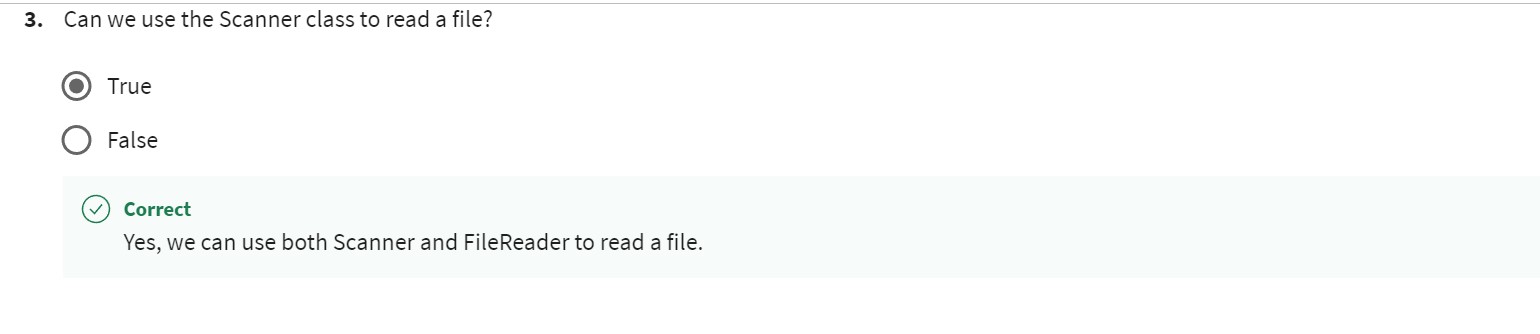 3. Can we use the Scanner class to read a file?
True
False
Correct
Yes, we can use both Scanner and FileReader to read a file.